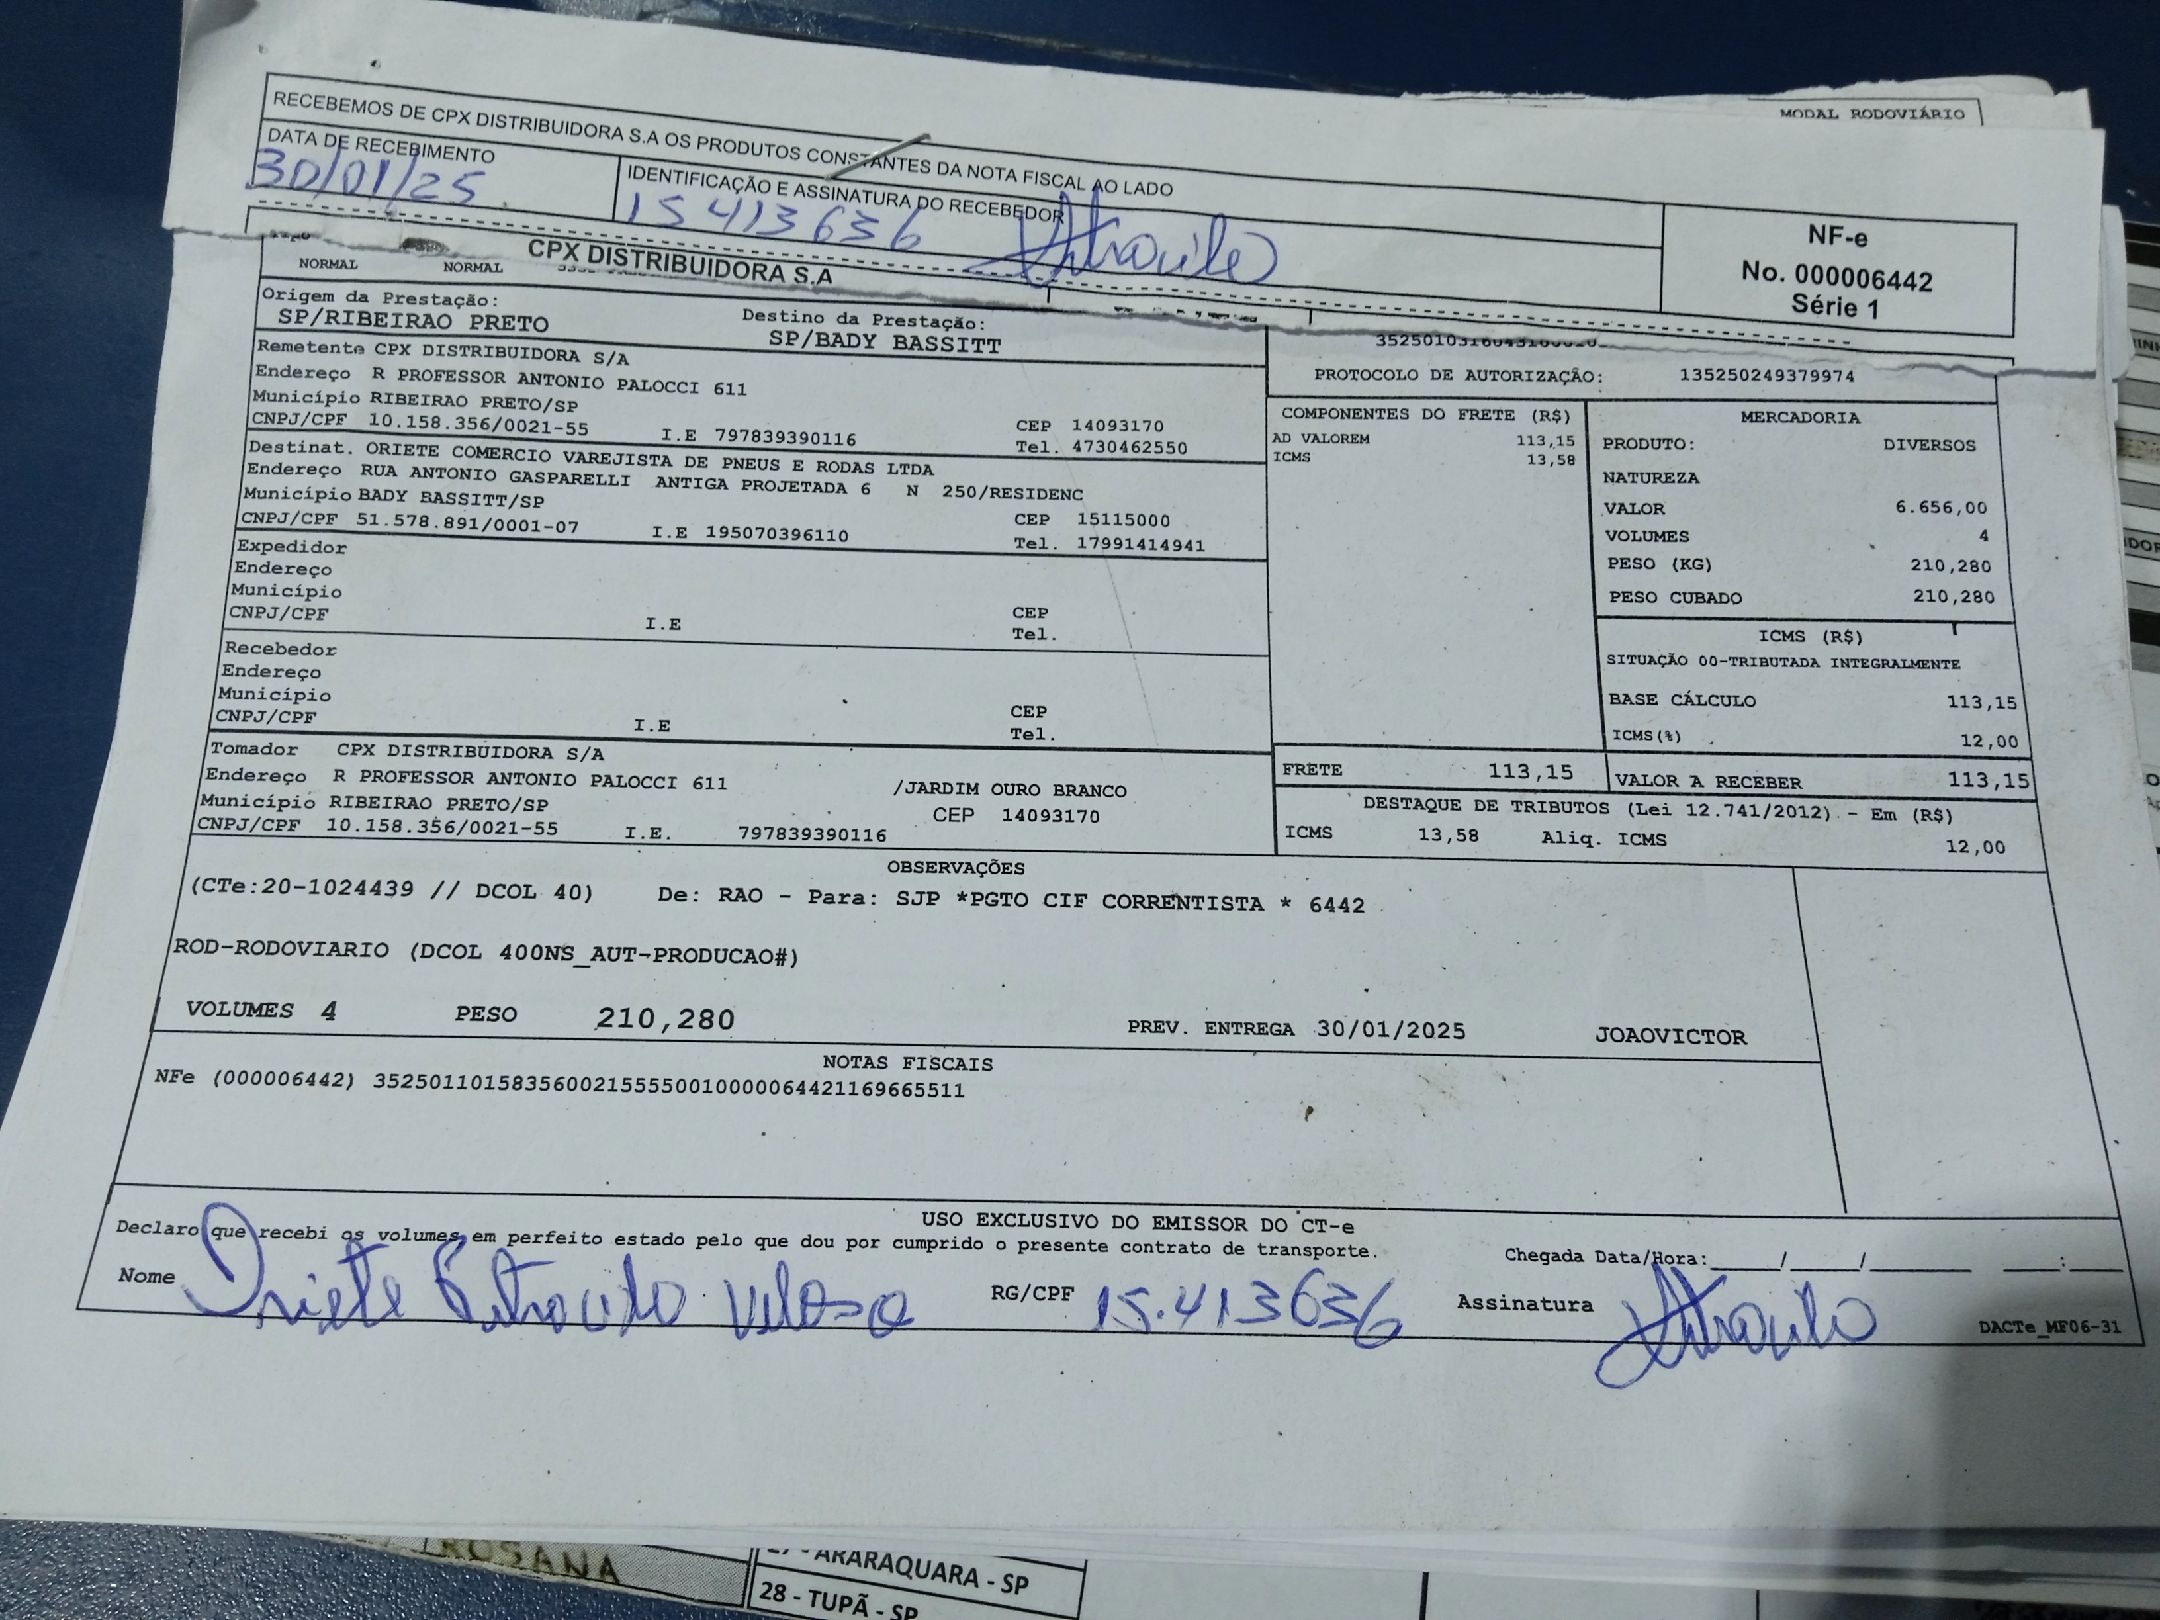 MODAL RODOVIÁRIO
RECEBEMOS DE CPX DISTRIBUIDORA S.A OS PRODUTOS CONSTANTES DA NOTA FISCAL AO LADO
DATA DE RECEBIMENTO
30/01/25
IDENTIFICAÇÃO E ASSINATURA DO RECEBEDOR
15413636
NF-e
No. 000006442
Série 1
CPX DISTRIBUIDORA S.A
NORMAL NORMAL
Origem da Prestação: Destino da Prestação:
SP/RIBEIRAO PRETO SP/BADY BASSITT
Remetente CPX DISTRIBUIDORA S/A
Endereço R PROFESSOR ANTONIO PALOCCI 611
Município RIBEIRAO PRETO/SP CEP 14093170
CNPJ/CPF 10.158.356/0021-55 I.E 797839390116 Tel. 4730462550
Destinat. ORIETE COMERCIO VAREJISTA DE PNEUS E RODAS LTDA
Endereço RUA ANTONIO GASPARELLI ANTIGA PROJETADA 6 N 250/RESIDENC
Município BADY BASSITT/SP CEP 15115000
CNPJ/CPF 51.578.891/0001-07 I.E 195070396110 Tel. 17991414941
Expedidor
Endereço
Município CEP
CNPJ/CPF I.E Tel.
Recebedor
Endereço
Município CEP
CNPJ/CPF I.E Tel.
Tomador CPX DISTRIBUIDORA S/A
Endereço R PROFESSOR ANTONIO PALOCCI 611 /JARDIM OURO BRANCO
Município RIBEIRAO PRETO/SP CEP 14093170
CNPJ/CPF 10.158.356/0021-55 I.E. 797839390116
PROTOCOLO DE AUTORIZAÇÃO: 135250249379974
COMPONENTES DO FRETE (R$)
AD VALOREM 113,15
ICMS 13,58
MERCADORIA
PRODUTO: DIVERSOS
NATUREZA
VALOR 6.656,00
VOLUMES 4
PESO (KG) 210,280
PESO CUBADO 210,280
ICMS (R$)
SITUAÇÃO 00-TRIBUTADA INTEGRALMENTE
BASE CÁLCULO 113,15
ICMS(%) 12,00
FRETE 113,15 VALOR A RECEBER 113,15
DESTAQUE DE TRIBUTOS (Lei 12.741/2012) - Em (R$)
ICMS 13,58 Aliq. ICMS 12,00
OBSERVAÇÕES
(CTe:20-1024439 // DCOL 40) De: RAO - Para: SJP *PGTO CIF CORRENTISTA * 6442
ROD-RODOVIARIO (DCOL 400NS_AUT-PRODUCAO#)
VOLUMES 4 PESO 210,280 PREV. ENTREGA 30/01/2025 JOAOVICTOR
NOTAS FISCAIS
NFe (000006442) 35250110158356002155550010000064421169665511
USO EXCLUSIVO DO EMISSOR DO CT-e
Declaro que recebi os volumes em perfeito estado pelo que dou por cumprido o presente contrato de transporte.
Chegada Data/Hora:_____/_____/________ ____:____
Nome Oriete
RG/CPF 15.413636
Assinatura
DACTe_MF06-31
ROSANA
ARARAQUARA - SP
28 - TUPÃ - SP